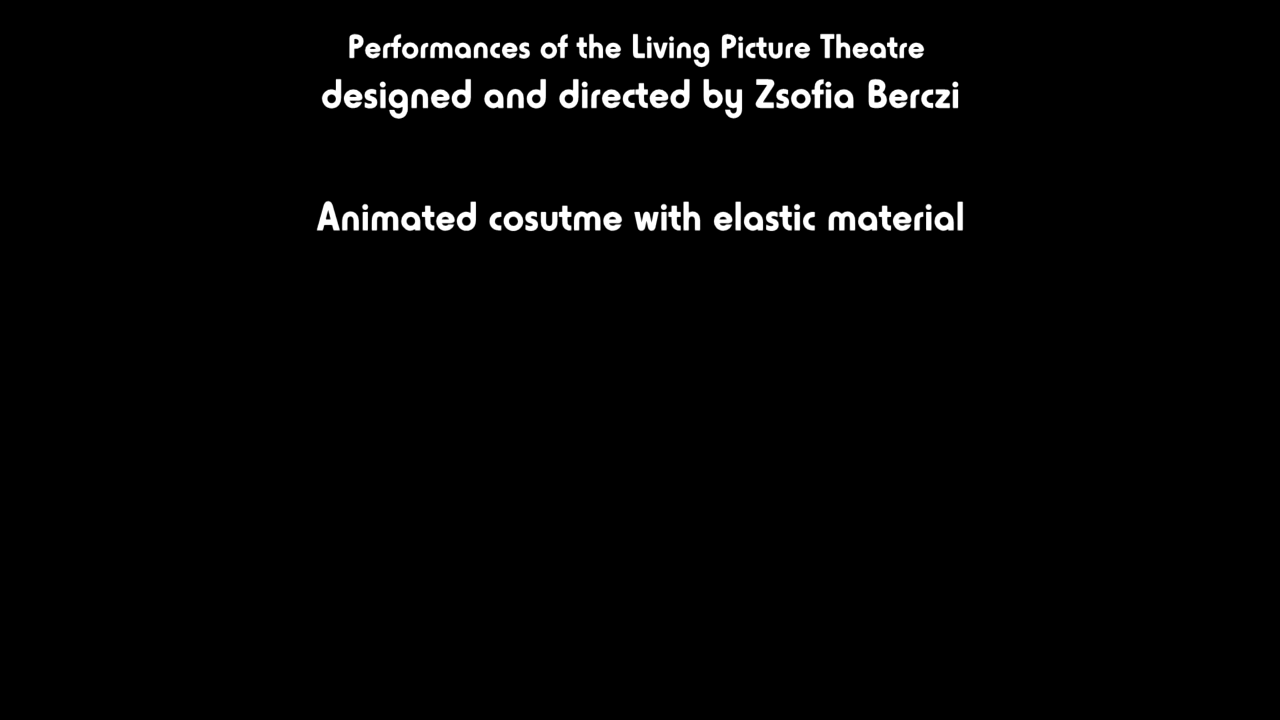 Performances of the Living Picture Theatre
designed and directed by Zsofia Berczi
Animated cosutme with elastic material